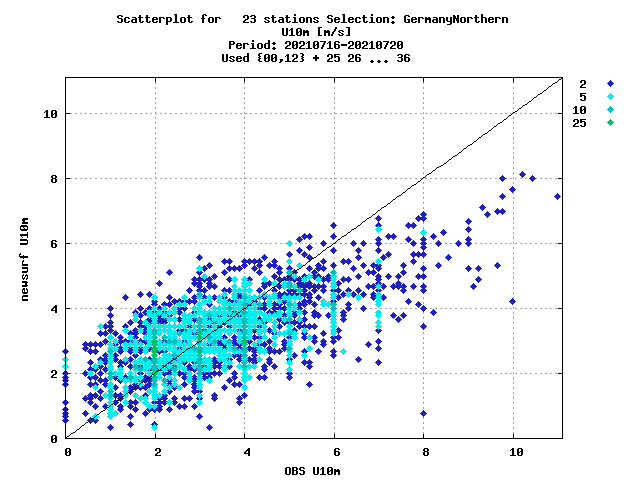 Scatterplot for   23 stations Selection: GermanyNorthern
U10m [m/s]
Period: 20210716-20210720
Used {00,12} + 25 26 ... 36
2
5
10
25
10
8
6
4
2
0
newsurf U10m
0 2 4 6 8 10
OBS U10m